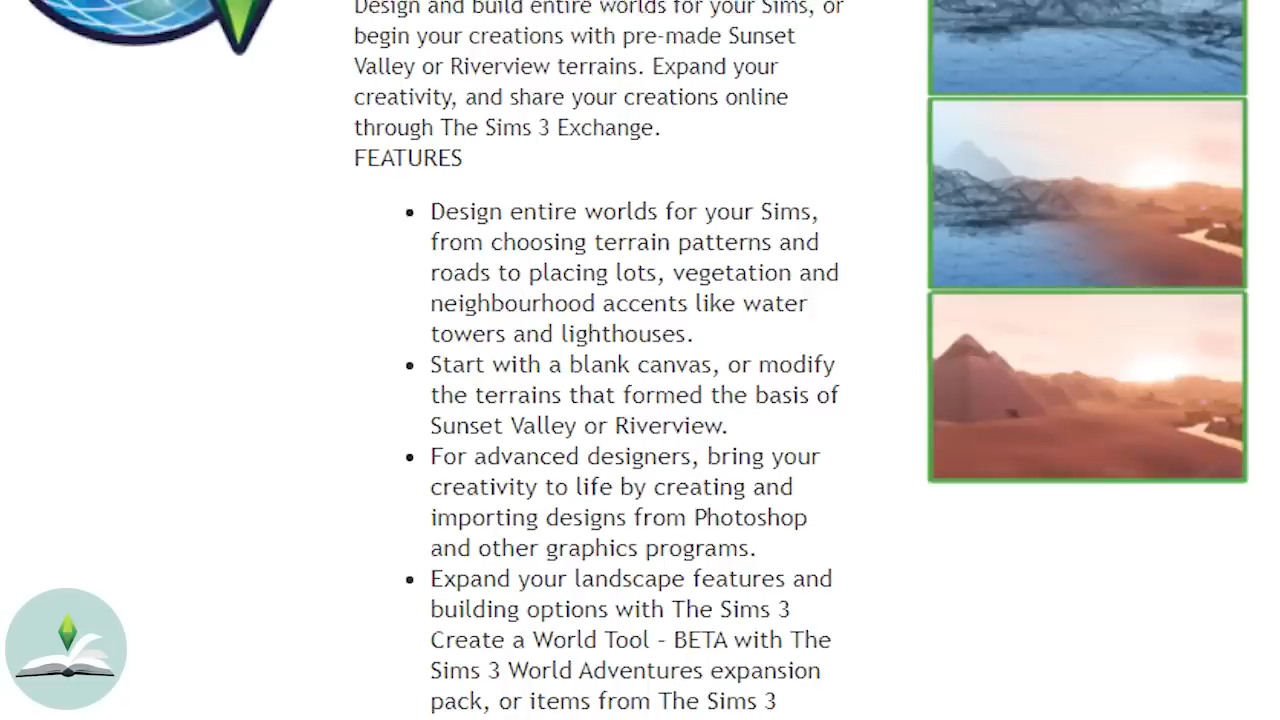 Design and build entire worlds for your Sims, or
begin your creations with pre-made Sunset
Valley or Riverview terrains. Expand your
creativity, and share your creations online
through The Sims 3 Exchange.
FEATURES
• Design entire worlds for your Sims,
from choosing terrain patterns and
roads to placing lots, vegetation and
neighbourhood accents like water
towers and lighthouses.
• Start with a blank canvas, or modify
the terrains that formed the basis of
Sunset Valley or Riverview.
• For advanced designers, bring your
creativity to life by creating and
importing designs from Photoshop
and other graphics programs.
• Expand your landscape features and
building options with The Sims 3
Create a World Tool - BETA with The
Sims 3 World Adventures expansion
pack, or items from The Sims 3